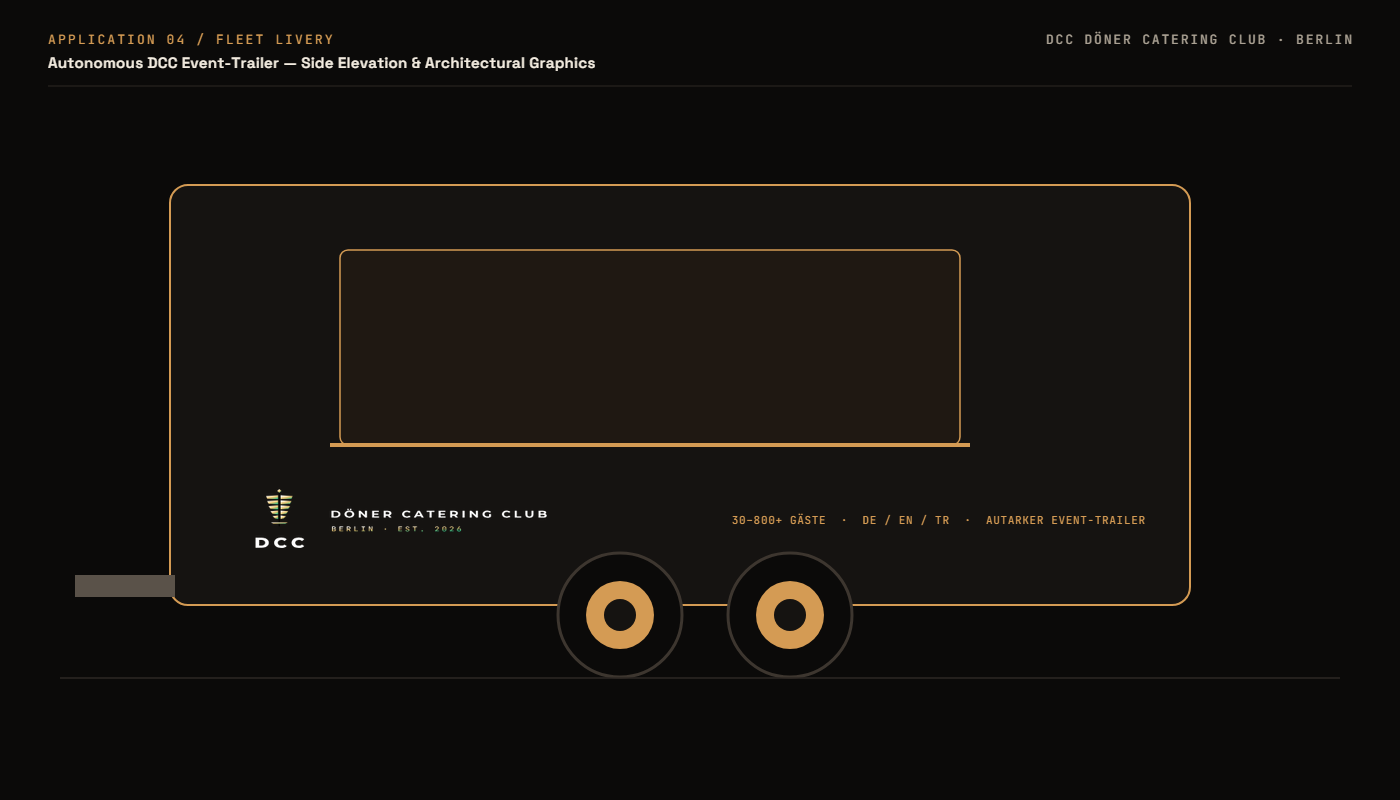 APPLICATION 04 / FLEET LIVERY
DCC DÖNER CATERING CLUB · BERLIN
Autonomous DCC Event-Trailer — Side Elevation & Architectural Graphics
DÖNER CATERING CLUB
BERLIN · EST. 2026
DCC
30–800+ GÄSTE · DE / EN / TR · AUTARKER EVENT-TRAILER